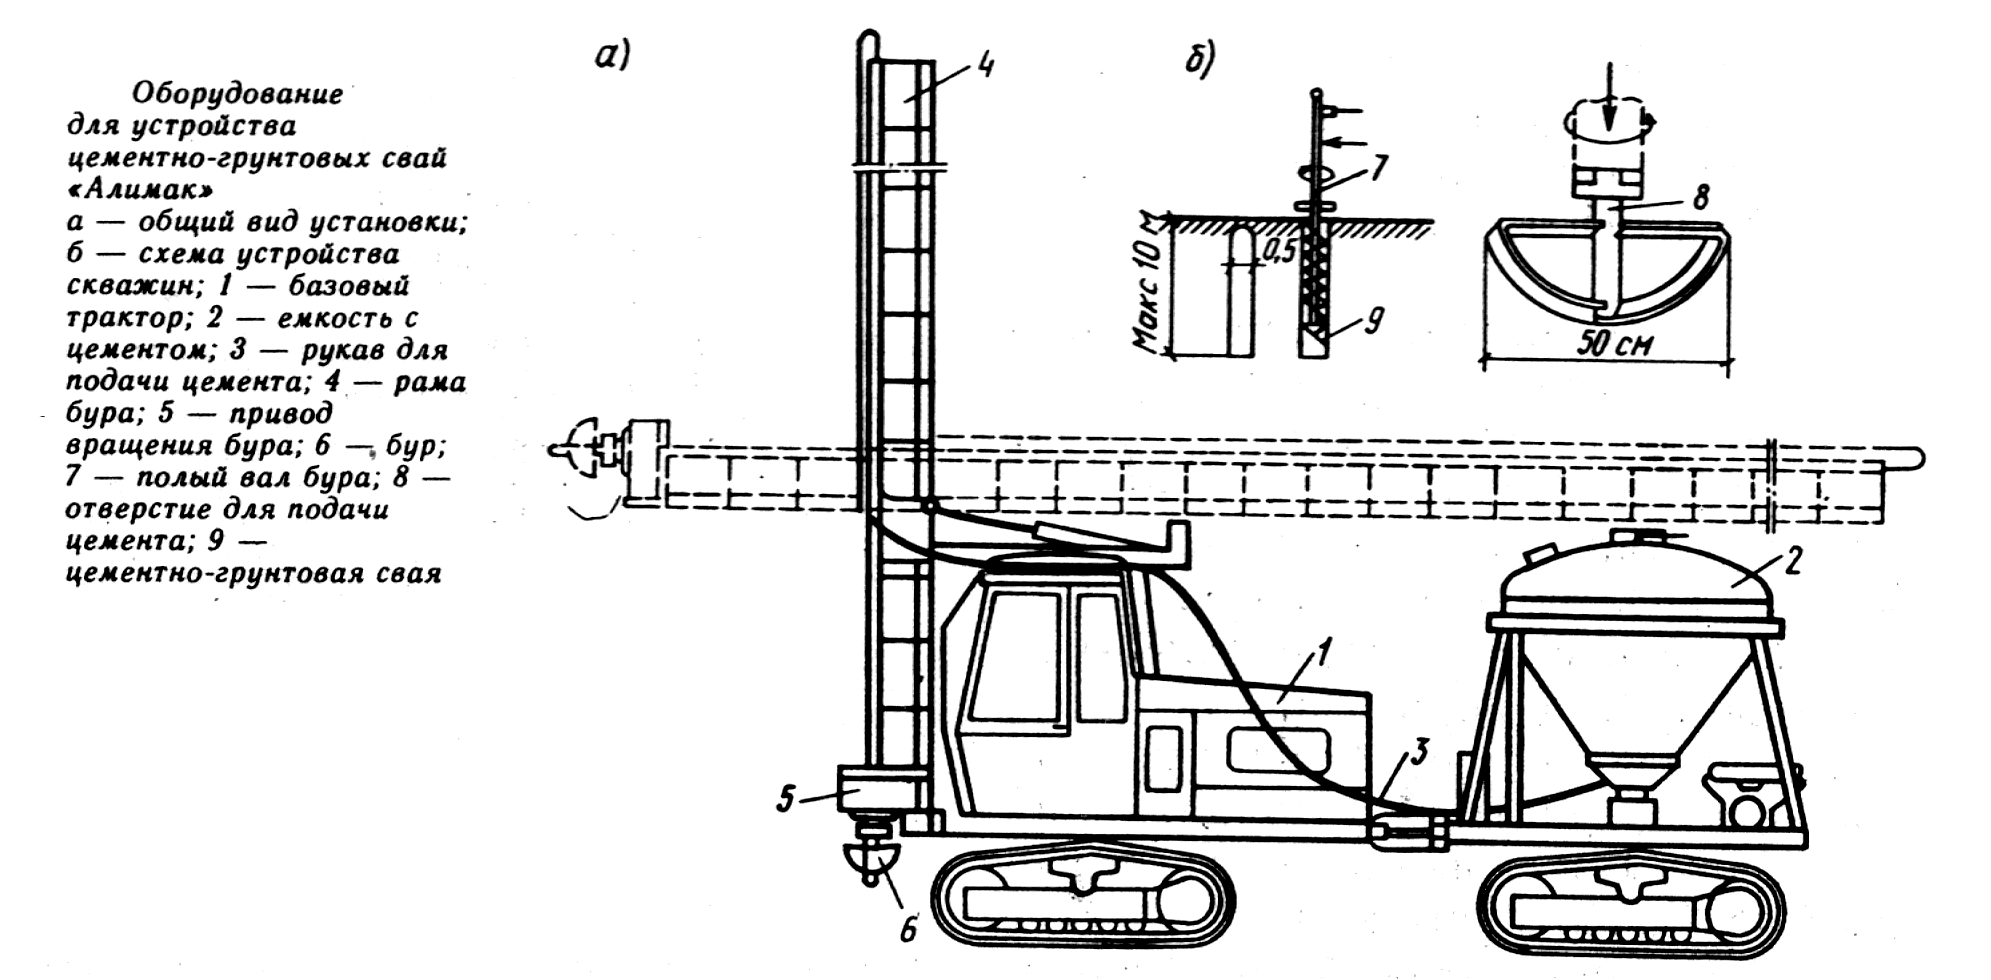 Оборудование
для устройства
цементно-грунтовых свай
«Алимак»
а — общий вид установки;
б — схема устройства
скважин; 1 — базовый
трактор; 2 — емкость с
цементом; 3 — рукав для
подачи цемента; 4 — рама
бура; 5 — привод
вращения бура; 6 — бур;
7 — полый вал бура; 8 —
отверстие для подачи
цемента; 9 —
цементно-грунтовая свая
а)
4
5
6
1
3
2
б)
7
Макс 10 м
0,5
9
8
50 см